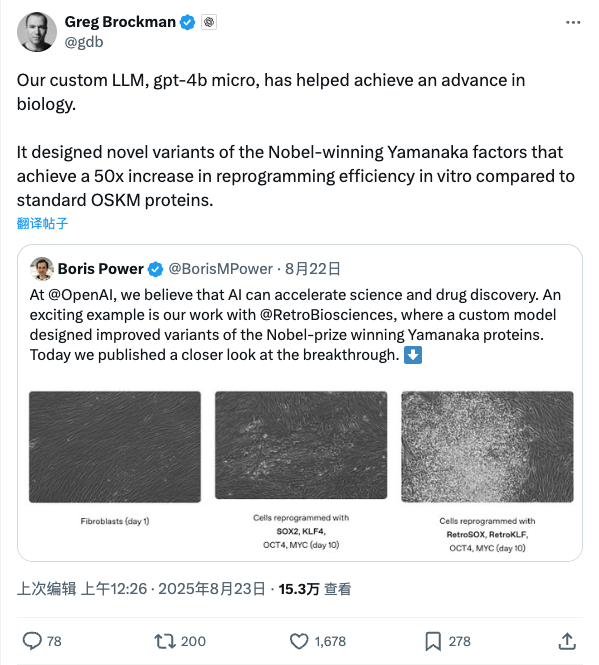 Greg Brockman
@gdb
Our custom LLM, gpt-4b micro, has helped achieve an advance in
biology.
It designed novel variants of the Nobel-winning Yamanaka factors that
achieve a 50x increase in reprogramming efficiency in vitro compared to
standard OSKM proteins.
翻译帖子
Boris Power @BorisMPower · 8月22日
At @OpenAI, we believe that AI can accelerate science and drug discovery. An
exciting example is our work with @RetroBiosciences, where a custom model
designed improved variants of the Nobel-prize winning Yamanaka proteins.
Today we published a closer look at the breakthrough. ⬇️
Fibroblasts (day 1)
Cells reprogrammed with
SOX2, KLF4,
OCT4, MYC (day 10)
Cells reprogrammed with
RetroSOX, RetroKLF,
OCT4, MYC (day 10)
上次编辑 上午12:26 · 2025年8月23日 · 15.3万 查看
78 200 1,678 278